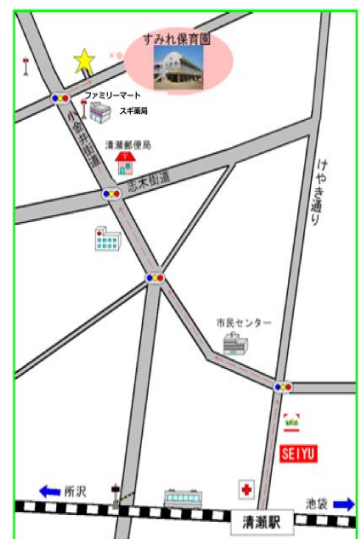 すみれ保育園
ファミリーマート
スギ薬局
小金井街道
清瀬郵便局
志木街道
けやき通り
市民センター
SEIYU
所沢
池袋
清瀬駅